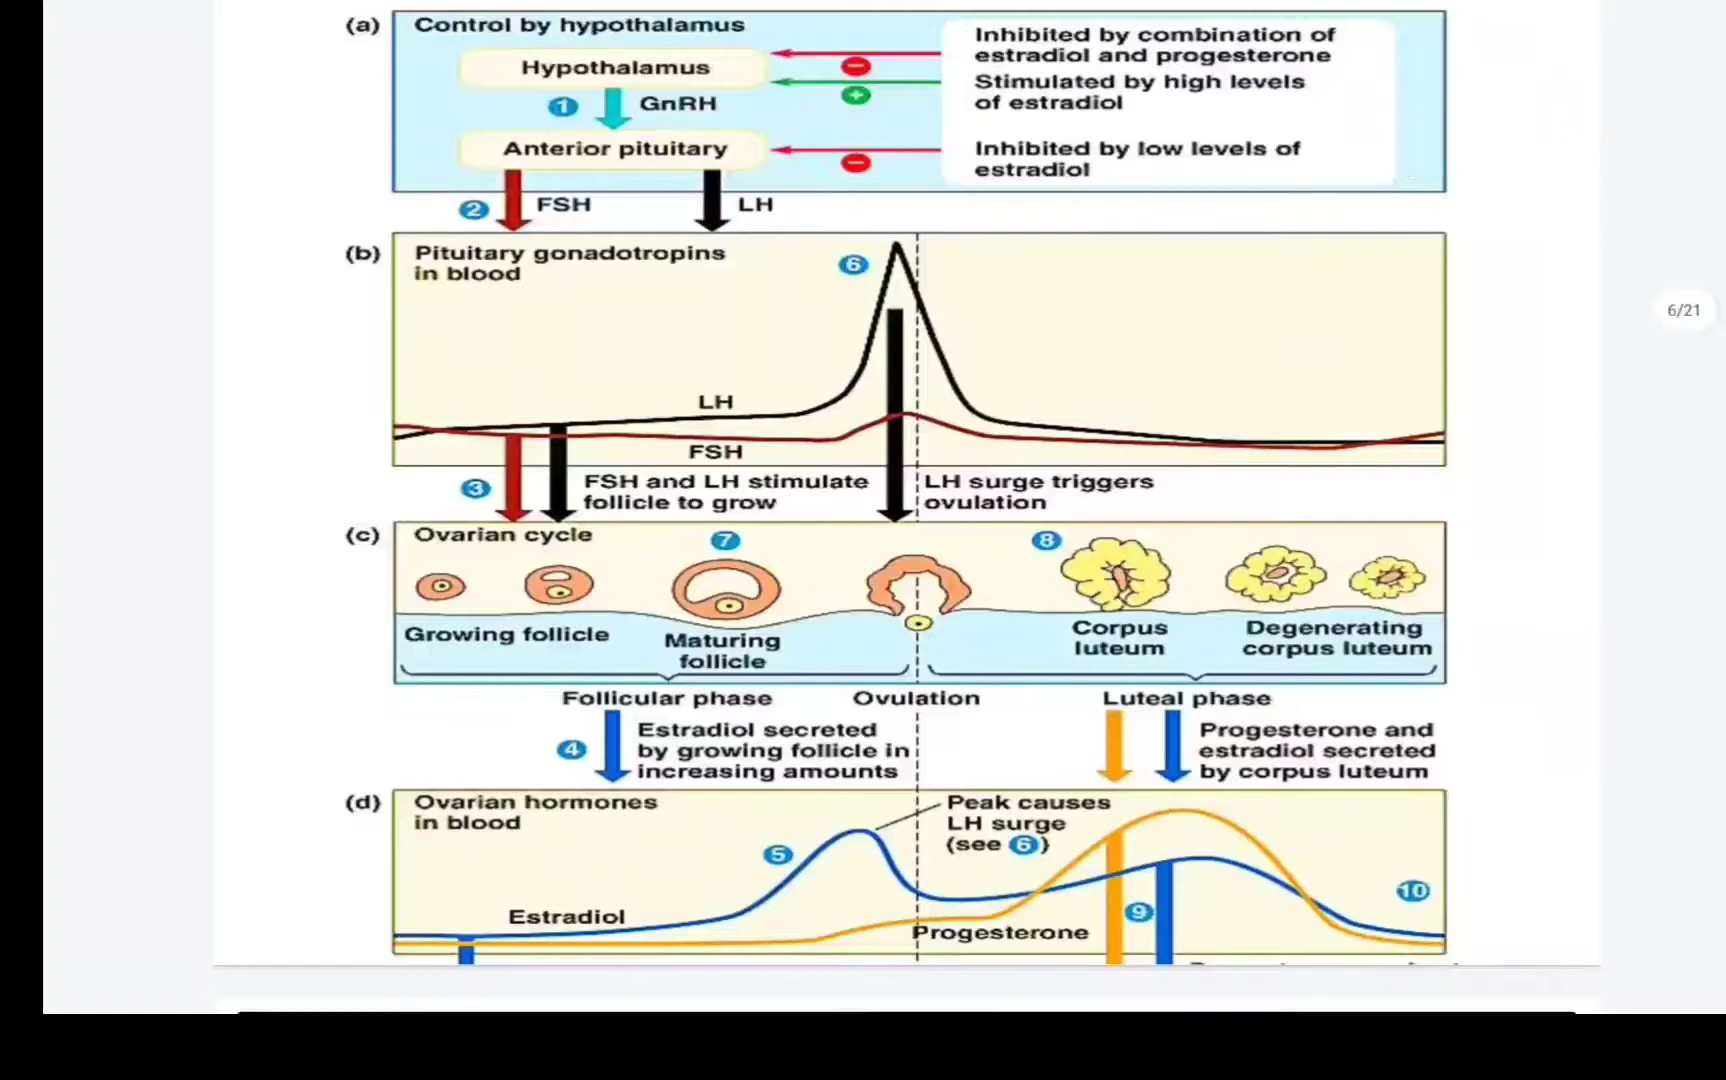 (a) Control by hypothalamus
Inhibited by combination of
estradiol and progesterone
Hypothalamus
−
Stimulated by high levels
of estradiol
+
1 GnRH
Anterior pituitary
Inhibited by low levels of
estradiol
−
2 FSH LH
(b) Pituitary gonadotropins
in blood
6
6/21
LH
FSH
3 FSH and LH stimulate
follicle to grow
LH surge triggers
ovulation
(c) Ovarian cycle
7
8
Growing follicle
Maturing
follicle
Corpus
luteum
Degenerating
corpus luteum
Follicular phase Ovulation Luteal phase
4 Estradiol secreted
by growing follicle in
increasing amounts
Progesterone and
estradiol secreted
by corpus luteum
(d) Ovarian hormones
in blood
Peak causes
LH surge
(see 6)
5
10
9
Estradiol
Progesterone